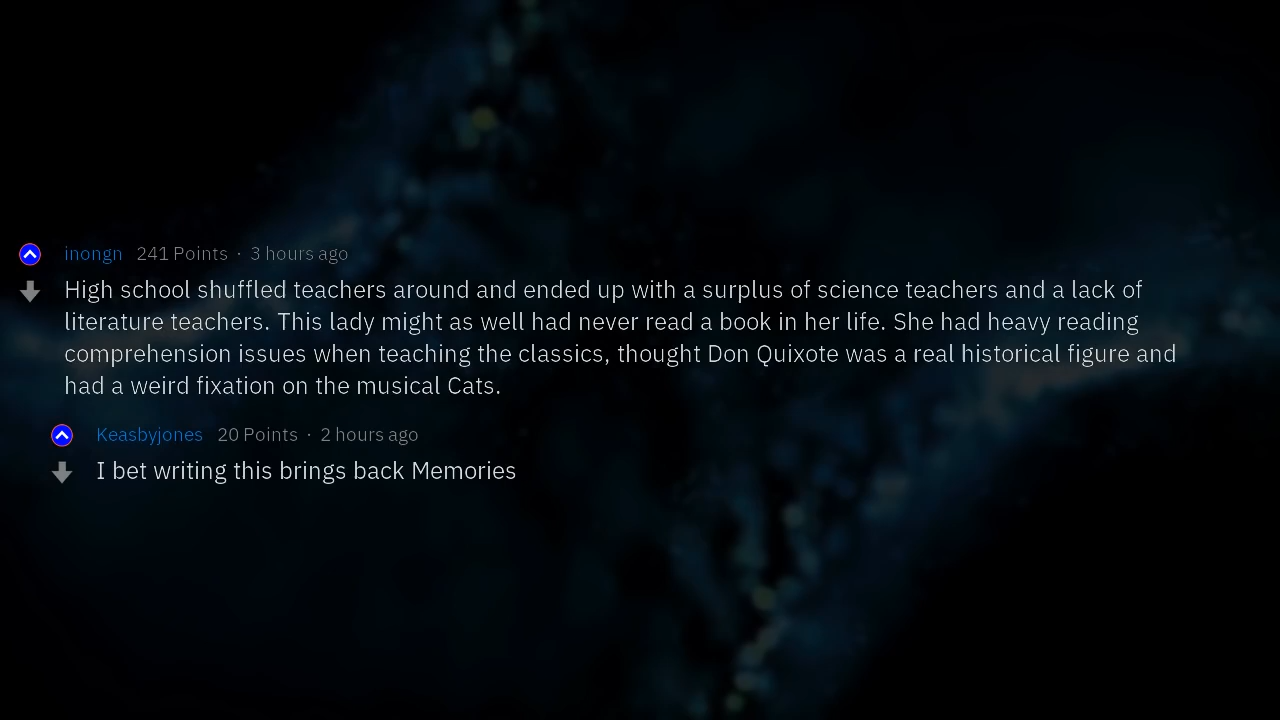 inongn 241 Points · 3 hours ago
High school shuffled teachers around and ended up with a surplus of science teachers and a lack of
literature teachers. This lady might as well had never read a book in her life. She had heavy reading
comprehension issues when teaching the classics, thought Don Quixote was a real historical figure and
had a weird fixation on the musical Cats.
Keasbyjones 20 Points · 2 hours ago
I bet writing this brings back Memories